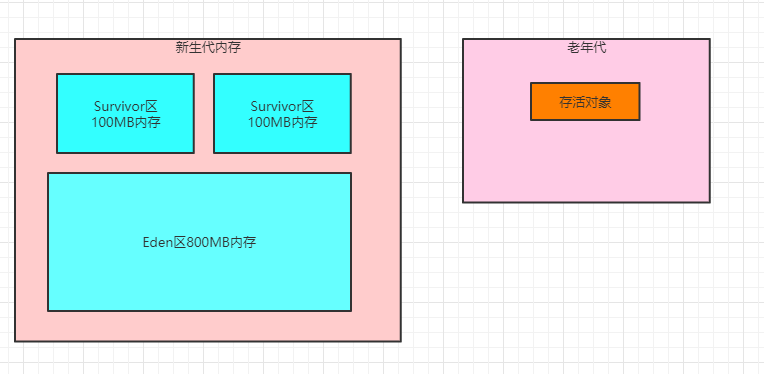 新生代内存
Survivor区
100MB内存
Survivor区
100MB内存
Eden区800MB内存
老年代
存活对象